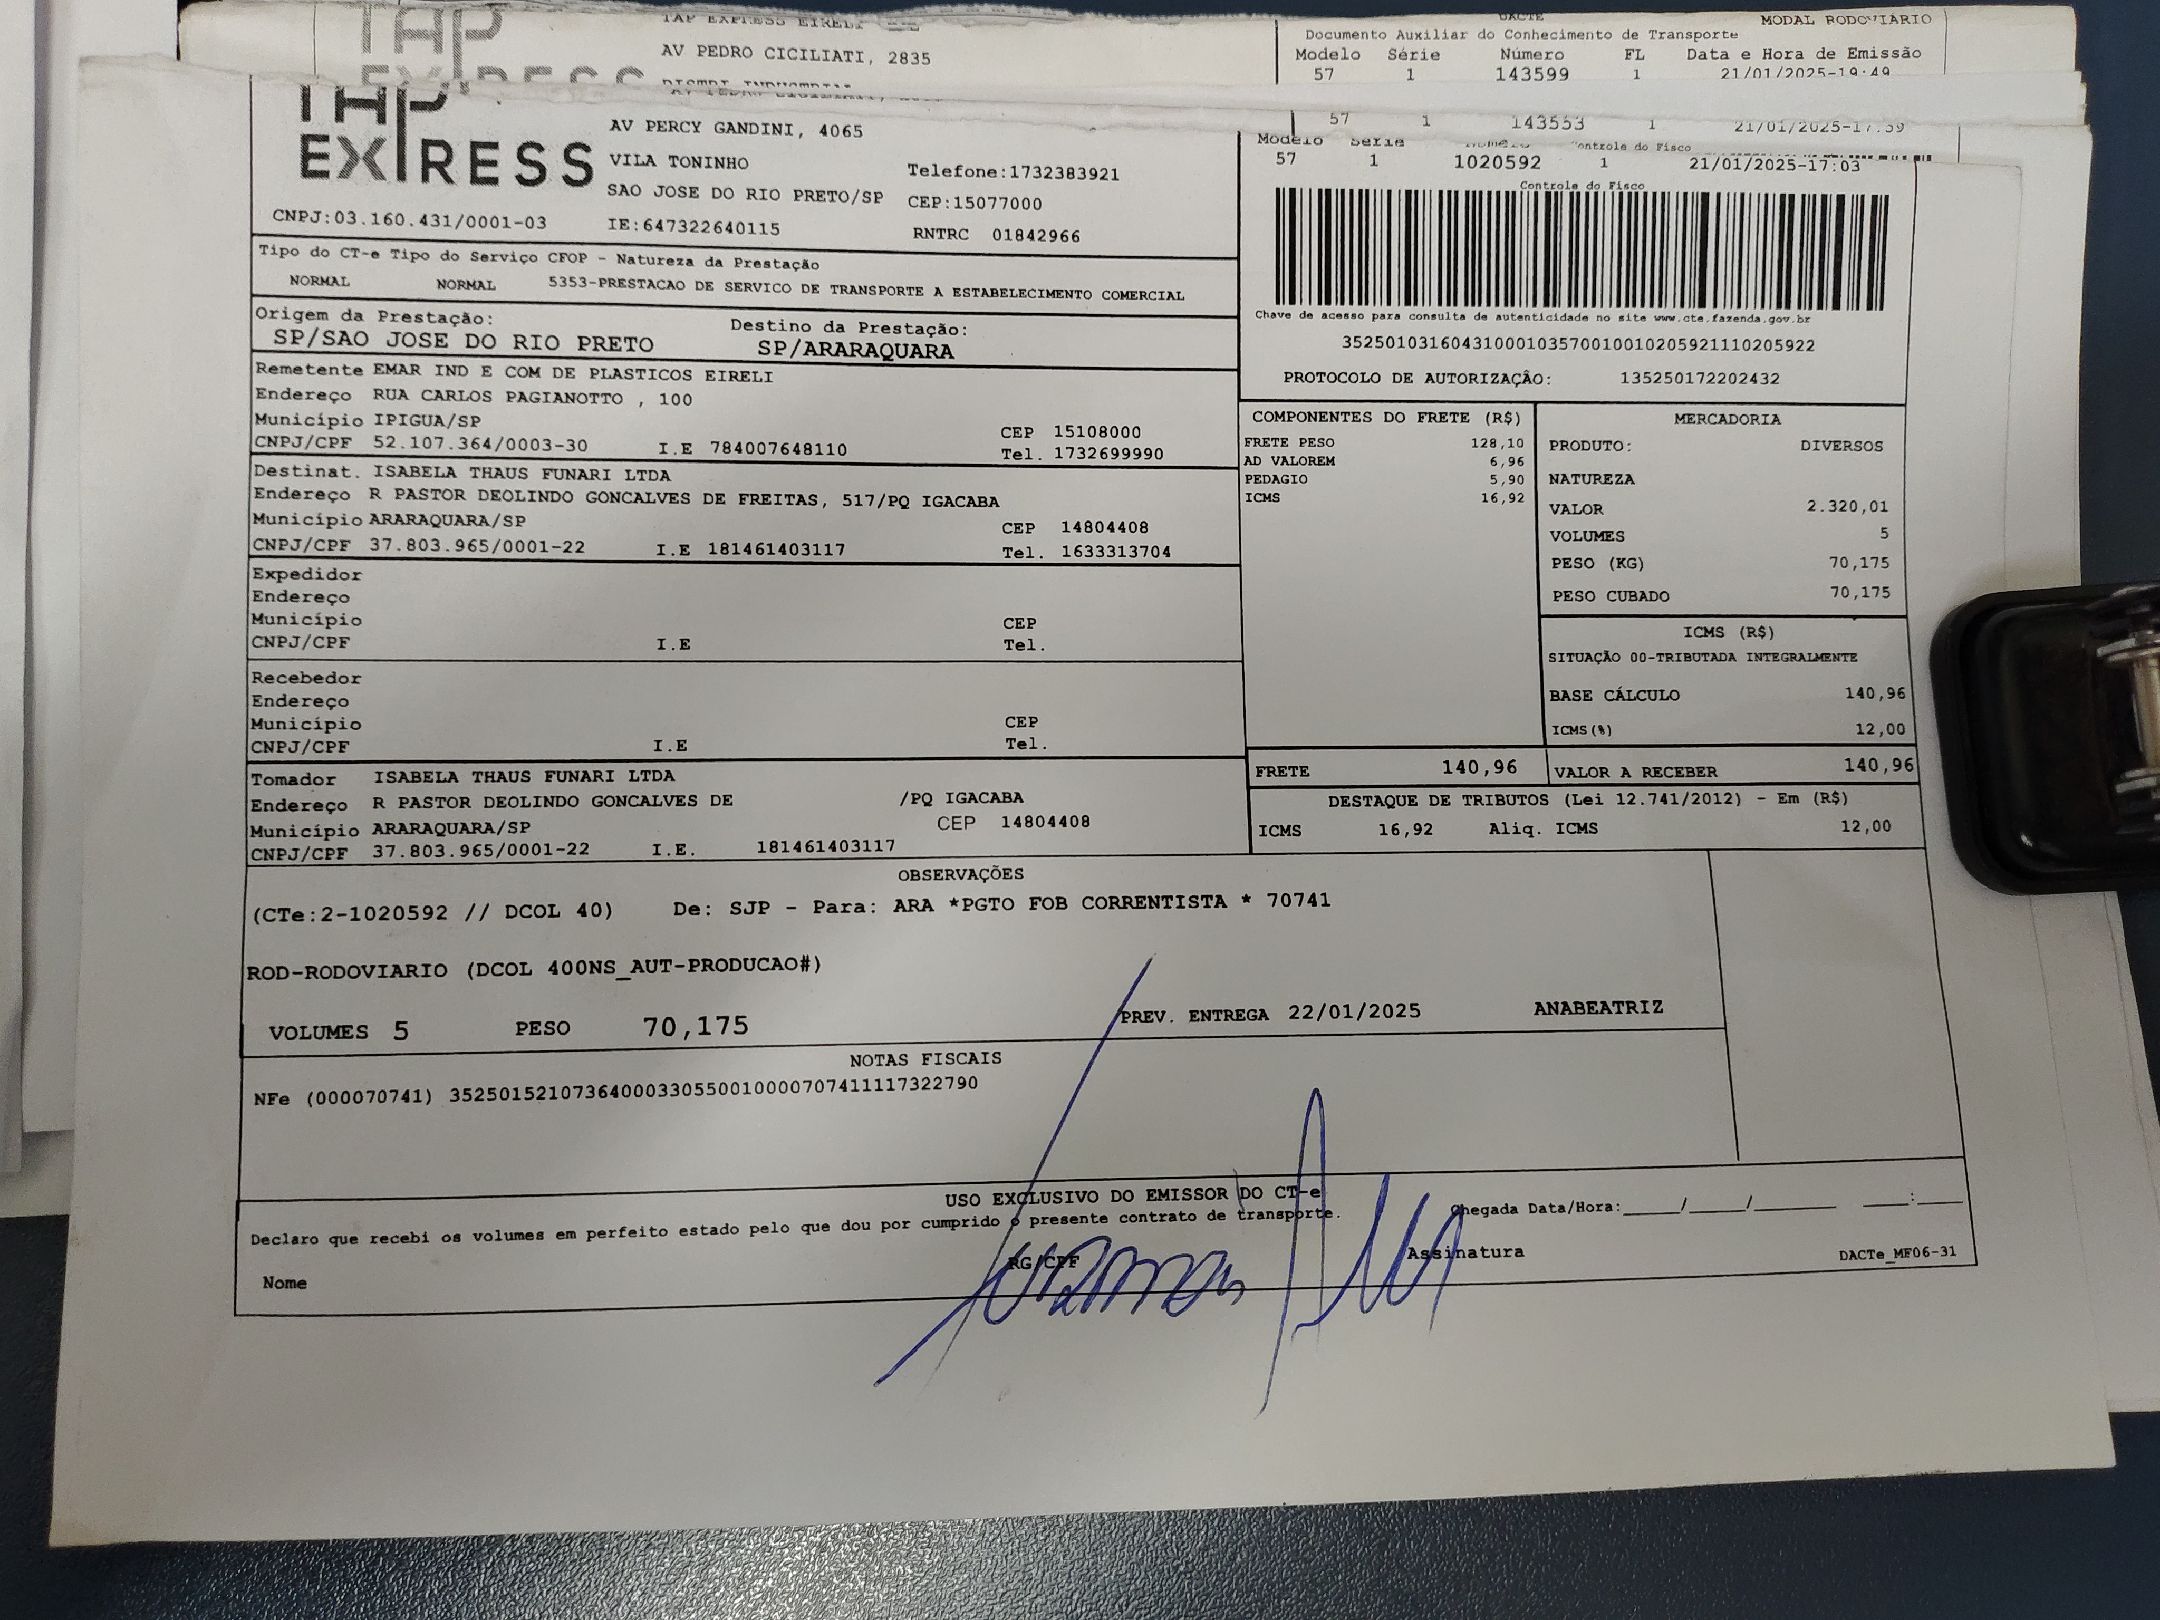 TAP EXPRESS EIRELI
DACTE
MODAL RODOVIÁRIO
Documento Auxiliar do Conhecimento de Transporte
AV PEDRO CICILIATI, 2835
Modelo Série Número FL Data e Hora de Emissão
57 1 143599 1 21/01/2025-19:49
57 1 143553 1 21/01/2025-17:59
TAP EXPRESS
AV PERCY GANDINI, 4065
VILA TONINHO
Telefone:1732383921
SAO JOSE DO RIO PRETO/SP CEP:15077000
CNPJ:03.160.431/0001-03 IE:647322640115 RNTRC 01842966
Modelo Série Número Controle do Fisco
57 1 1020592 1 21/01/2025-17:03
Controle do Fisco
Chave de acesso para consulta de autenticidade no site www.cte.fazenda.gov.br
35250103160431000103570010010205921110205922
PROTOCOLO DE AUTORIZAÇÃO: 135250172202432
Tipo do CT-e Tipo do Serviço CFOP - Natureza da Prestação
NORMAL NORMAL 5353-PRESTACAO DE SERVICO DE TRANSPORTE A ESTABELECIMENTO COMERCIAL
Origem da Prestação: Destino da Prestação:
SP/SAO JOSE DO RIO PRETO SP/ARARAQUARA
Remetente EMAR IND E COM DE PLASTICOS EIRELI
Endereço RUA CARLOS PAGIANOTTO , 100
Município IPIGUA/SP CEP 15108000
CNPJ/CPF 52.107.364/0003-30 I.E 784007648110 Tel. 1732699990
Destinat. ISABELA THAUS FUNARI LTDA
Endereço R PASTOR DEOLINDO GONCALVES DE FREITAS, 517/PQ IGACABA
Município ARARAQUARA/SP CEP 14804408
CNPJ/CPF 37.803.965/0001-22 I.E 181461403117 Tel. 1633313704
Expedidor
Endereço
Município CEP
CNPJ/CPF I.E Tel.
Recebedor
Endereço
Município CEP
CNPJ/CPF I.E Tel.
Tomador ISABELA THAUS FUNARI LTDA
Endereço R PASTOR DEOLINDO GONCALVES DE /PQ IGACABA
Município ARARAQUARA/SP CEP 14804408
CNPJ/CPF 37.803.965/0001-22 I.E. 181461403117
COMPONENTES DO FRETE (R$)
FRETE PESO 128,10
AD VALOREM 6,96
PEDAGIO 5,90
ICMS 16,92
MERCADORIA
PRODUTO: DIVERSOS
NATUREZA
VALOR 2.320,01
VOLUMES 5
PESO (KG) 70,175
PESO CUBADO 70,175
ICMS (R$)
SITUAÇÃO 00-TRIBUTADA INTEGRALMENTE
BASE CÁLCULO 140,96
ICMS(%) 12,00
FRETE 140,96 VALOR A RECEBER 140,96
DESTAQUE DE TRIBUTOS (Lei 12.741/2012) - Em (R$)
ICMS 16,92 Aliq. ICMS 12,00
OBSERVAÇÕES
(CTe:2-1020592 // DCOL 40) De: SJP - Para: ARA *PGTO FOB CORRENTISTA * 70741
ROD-RODOVIARIO (DCOL 400NS_AUT-PRODUCAO#)
VOLUMES 5 PESO 70,175 PREV. ENTREGA 22/01/2025 ANABEATRIZ
NOTAS FISCAIS
NFe (000070741) 35250152107364000330550010000707411117322790
USO EXCLUSIVO DO EMISSOR DO CT-e
Declaro que recebi os volumes em perfeito estado pelo que dou por cumprido o presente contrato de transporte.
Chegada Data/Hora:_____/_____/_______ ____:____
Nome RG/CPF Assinatura DACTe_MF06-31